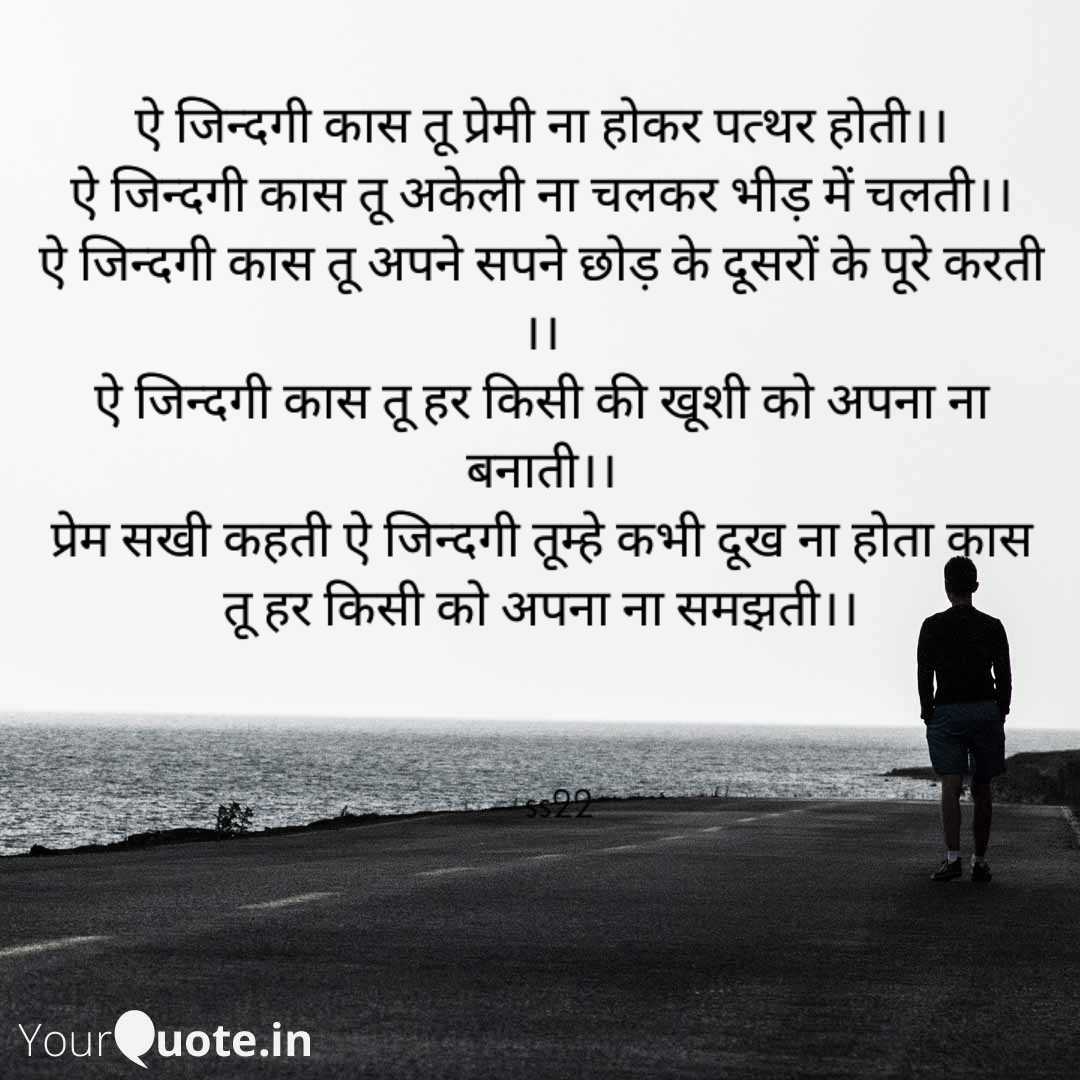 ऐ जिन्दगी कास तू प्रेमी ना होकर पत्थर होती।।
ऐ जिन्दगी कास तू अकेली ना चलकर भीड़ में चलती।।
ऐ जिन्दगी कास तू अपने सपने छोड़ के दूसरों के पूरे करती
।।
ऐ जिन्दगी कास तू हर किसी की खूशी को अपना ना
बनाती।।
प्रेम सखी कहती ऐ जिन्दगी तूम्हे कभी दूख ना होता कास
तू हर किसी को अपना ना समझती।।
ss22
YourQuote.in